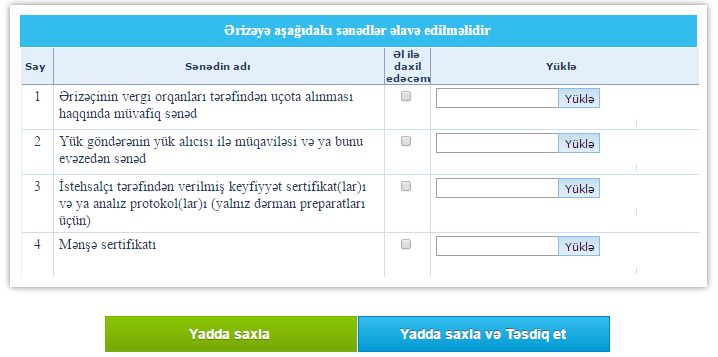 Ərizəyə aşağıdakı sənədlər əlavə edilməlidir
Say Sənədin adı Əl ilə daxil edəcəm Yüklə
1 Ərizəçinin vergi orqanları tərəfindən uçota alınması Yüklə
haqqında müvafiq sənəd
2 Yük göndərənin yük alıcısı ilə müqaviləsi və ya bunu Yüklə
evəzedən sənəd
3 İstehsalçı tərəfindən verilmiş keyfiyyət sertifikat(lar)ı Yüklə
və ya analiz protokol(lar)ı (yalnız dərman preparatları
üçün)
4 Mənşə sertifikatı Yüklə
Yadda saxla Yadda saxla və Təsdiq et